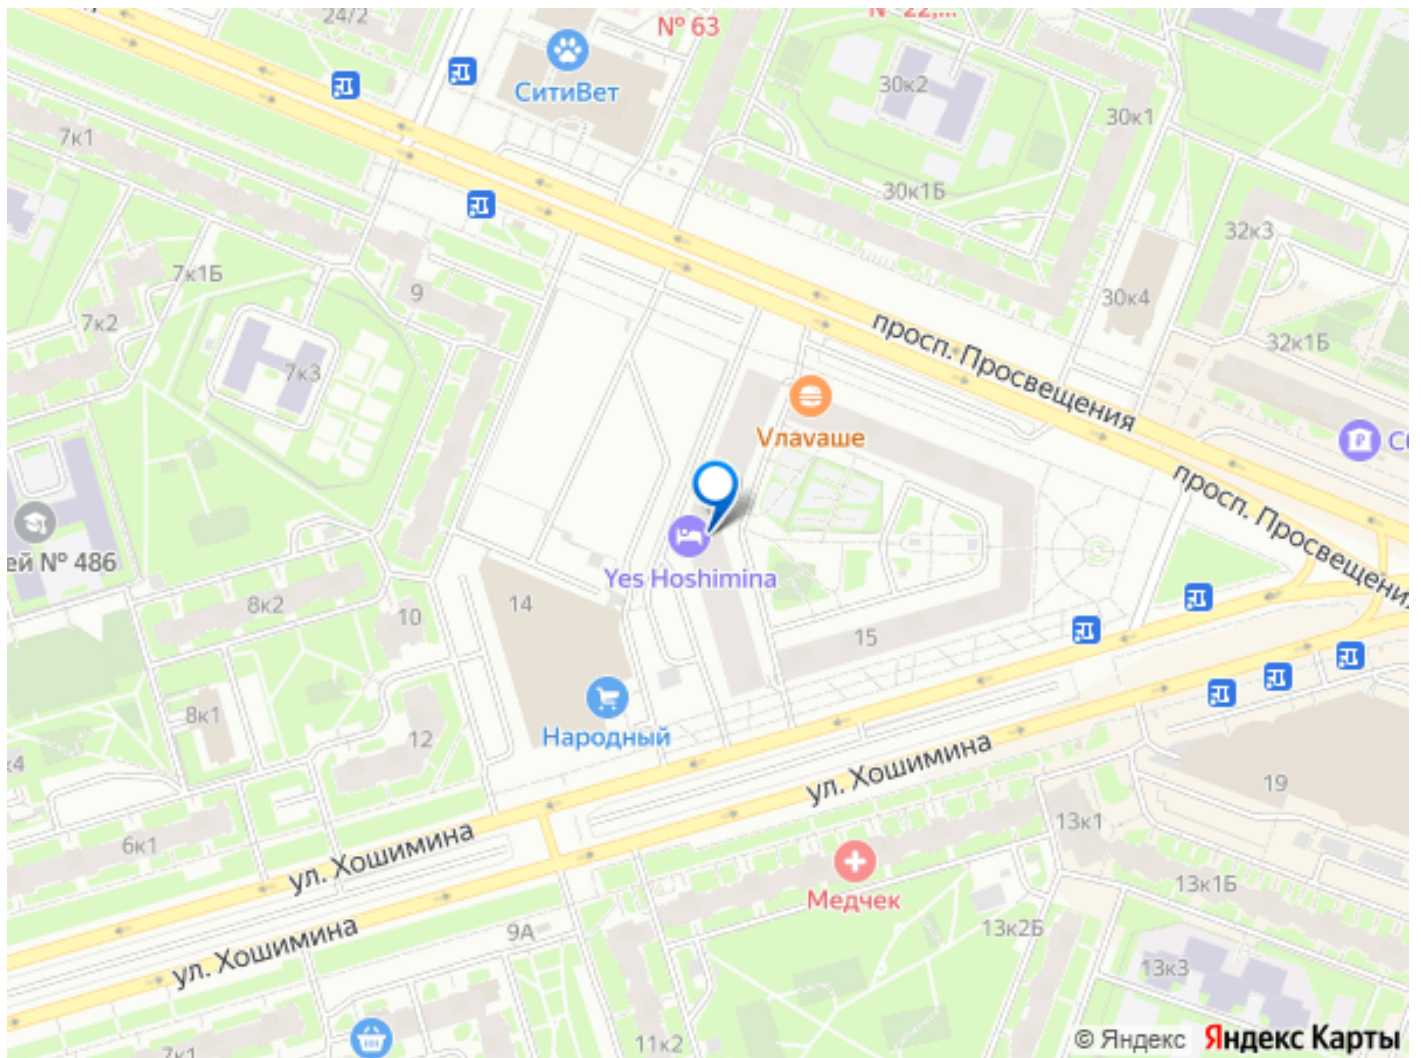 24/2
№ 63
СитиВет
30к2
30к1
7к1
30к1Б
32к3
7к1Б
9
30к4
7к2
просп. Просвещения
32к1Б
7к3
Vлаvаше
просп. Просвещения
ей № 486
Yes Hoshimina
8к2
14
10
15
8к1
12
Народный
ул. Хошимина
19
6к1
13к1
ул. Хошимина
13к1Б
Медчек
9А
13к2Б
ул. Хошимина
13к3
11к2
7к1
© Яндекс Яндекс Карты